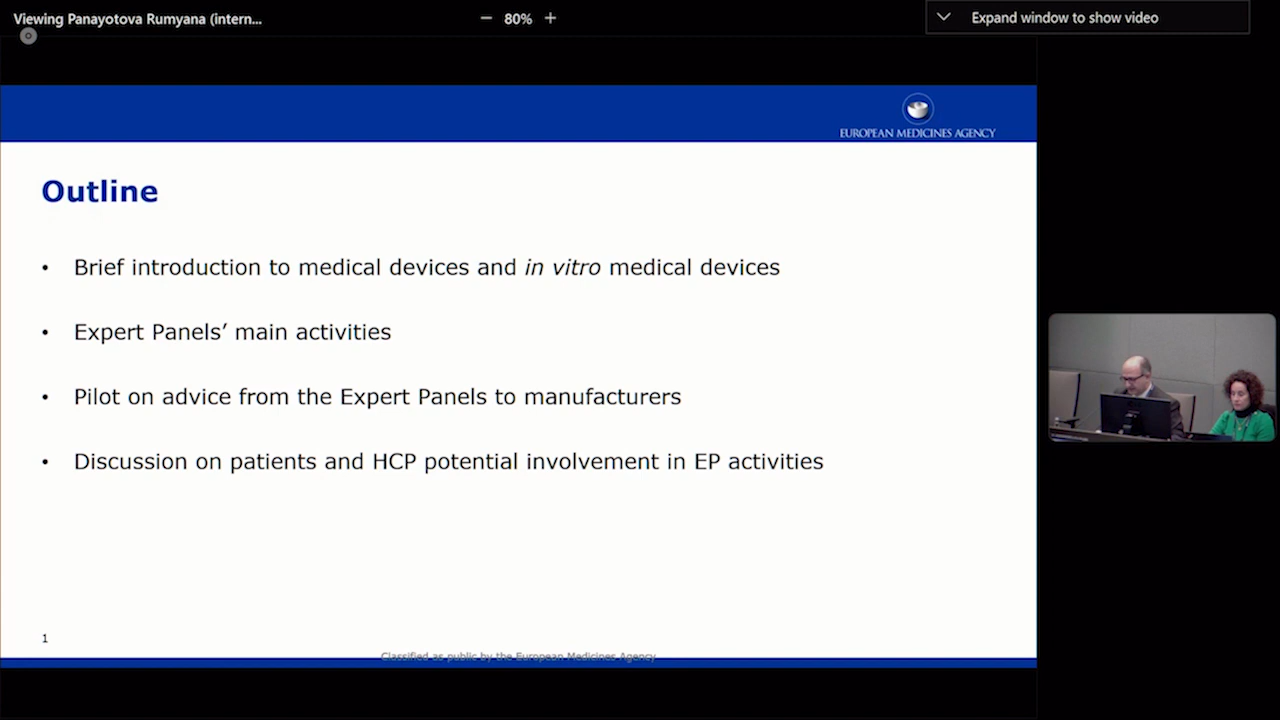 Viewing Panayotova Rumyana (intern...
80%
Expand window to show video
EUROPEAN MEDICINES AGENCY
Outline
• Brief introduction to medical devices and in vitro medical devices
• Expert Panels’ main activities
• Pilot on advice from the Expert Panels to manufacturers
• Discussion on patients and HCP potential involvement in EP activities
1
Classified as public by the European Medicines Agency